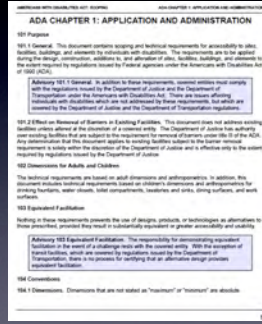 AMERICANS WITH DISABILITIES ACT: SCOPING
ADA CHAPTER 1: APPLICATION AND ADMINISTRATION
ADA CHAPTER 1: APPLICATION AND ADMINISTRATION
101 Purpose
101.1 General. This document contains scoping and technical requirements for accessibility to sites,
facilities, buildings, and elements by individuals with disabilities. The requirements are to be applied
during the design, construction, additions to, and alteration of sites, facilities, buildings, and elements to
the extent required by regulations issued by Federal agencies under the Americans with Disabilities Act
of 1990 (ADA).
Advisory 101.1 General. In addition to these requirements, covered entities must comply
with the regulations issued by the Department of Justice and the Department of
Transportation under the Americans with Disabilities Act. There are issues affecting
individuals with disabilities which are not addressed by these requirements, but which are
covered by the Department of Justice and the Department of Transportation regulations.
101.2 Effect on Removal of Barriers in Existing Facilities. This document does not address existing
facilities unless altered at the discretion of a covered entity. The Department of Justice has authority
over existing facilities that are subject to the requirement for removal of barriers under title III of the ADA.
Any determination that this document applies to existing facilities subject to the barrier removal
requirement is solely within the discretion of the Department of Justice and is effective only to the extent
required by regulations issued by the Department of Justice.
102 Dimensions for Adults and Children
The technical requirements are based on adult dimensions and anthropometrics. In addition, this
document includes technical requirements based on children's dimensions and anthropometrics for
drinking fountains, water closets, toilet compartments, lavatories and sinks, dining surfaces, and work
surfaces.
103 Equivalent Facilitation
Nothing in these requirements prevents the use of designs, products, or technologies as alternatives to
those prescribed, provided they result in substantially equivalent or greater accessibility and usability.
Advisory 103 Equivalent Facilitation. The responsibility for demonstrating equivalent
facilitation in the event of a challenge rests with the covered entity. With the exception of
transit facilities, which are covered by regulations issued by the Department of
Transportation, there is no process for certifying that an alternative design provides
equivalent facilitation.
104 Conventions
104.1 Dimensions. Dimensions that are not stated as "maximum" or "minimum" are absolute.